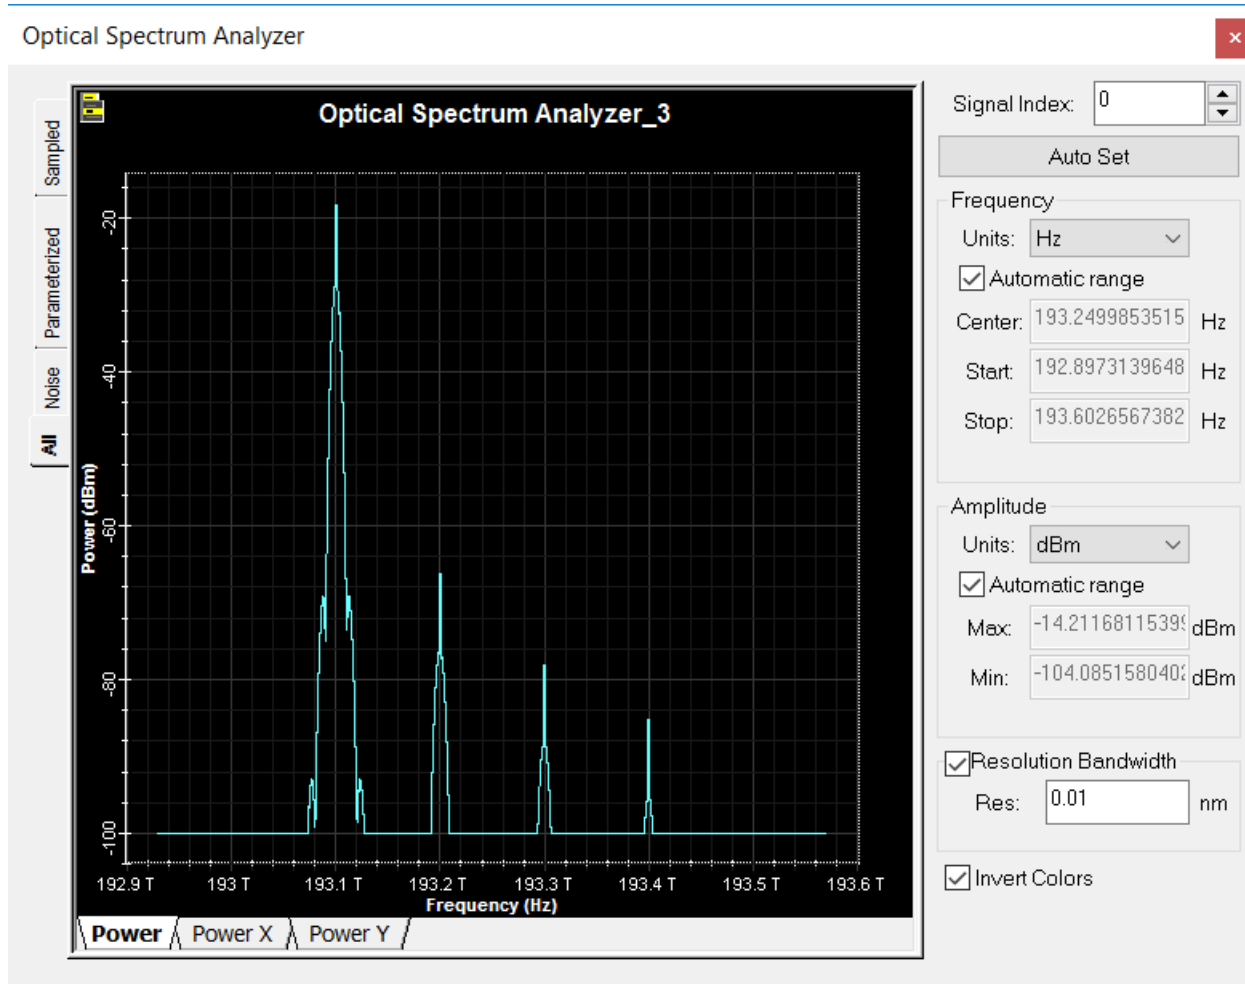 Optical Spectrum Analyzer
x
Sampled
Parameterized
Noise
All
Optical Spectrum Analyzer_3
Power (dBm)
-20
-40
-60
-80
-100
192.9 T 193 T 193.1 T 193.2 T 193.3 T 193.4 T 193.5 T 193.6 T
Frequency (Hz)
Power Power X Power Y
Signal Index: 0
Auto Set
Frequency
Units: Hz
Automatic range
Center: 193.2499853515 Hz
Start: 192.8973139648 Hz
Stop: 193.6026567382 Hz
Amplitude
Units: dBm
Automatic range
Max: -14.2116811539 dBm
Min: -104.085158040 dBm
Resolution Bandwidth
Res: 0.01 nm
Invert Colors